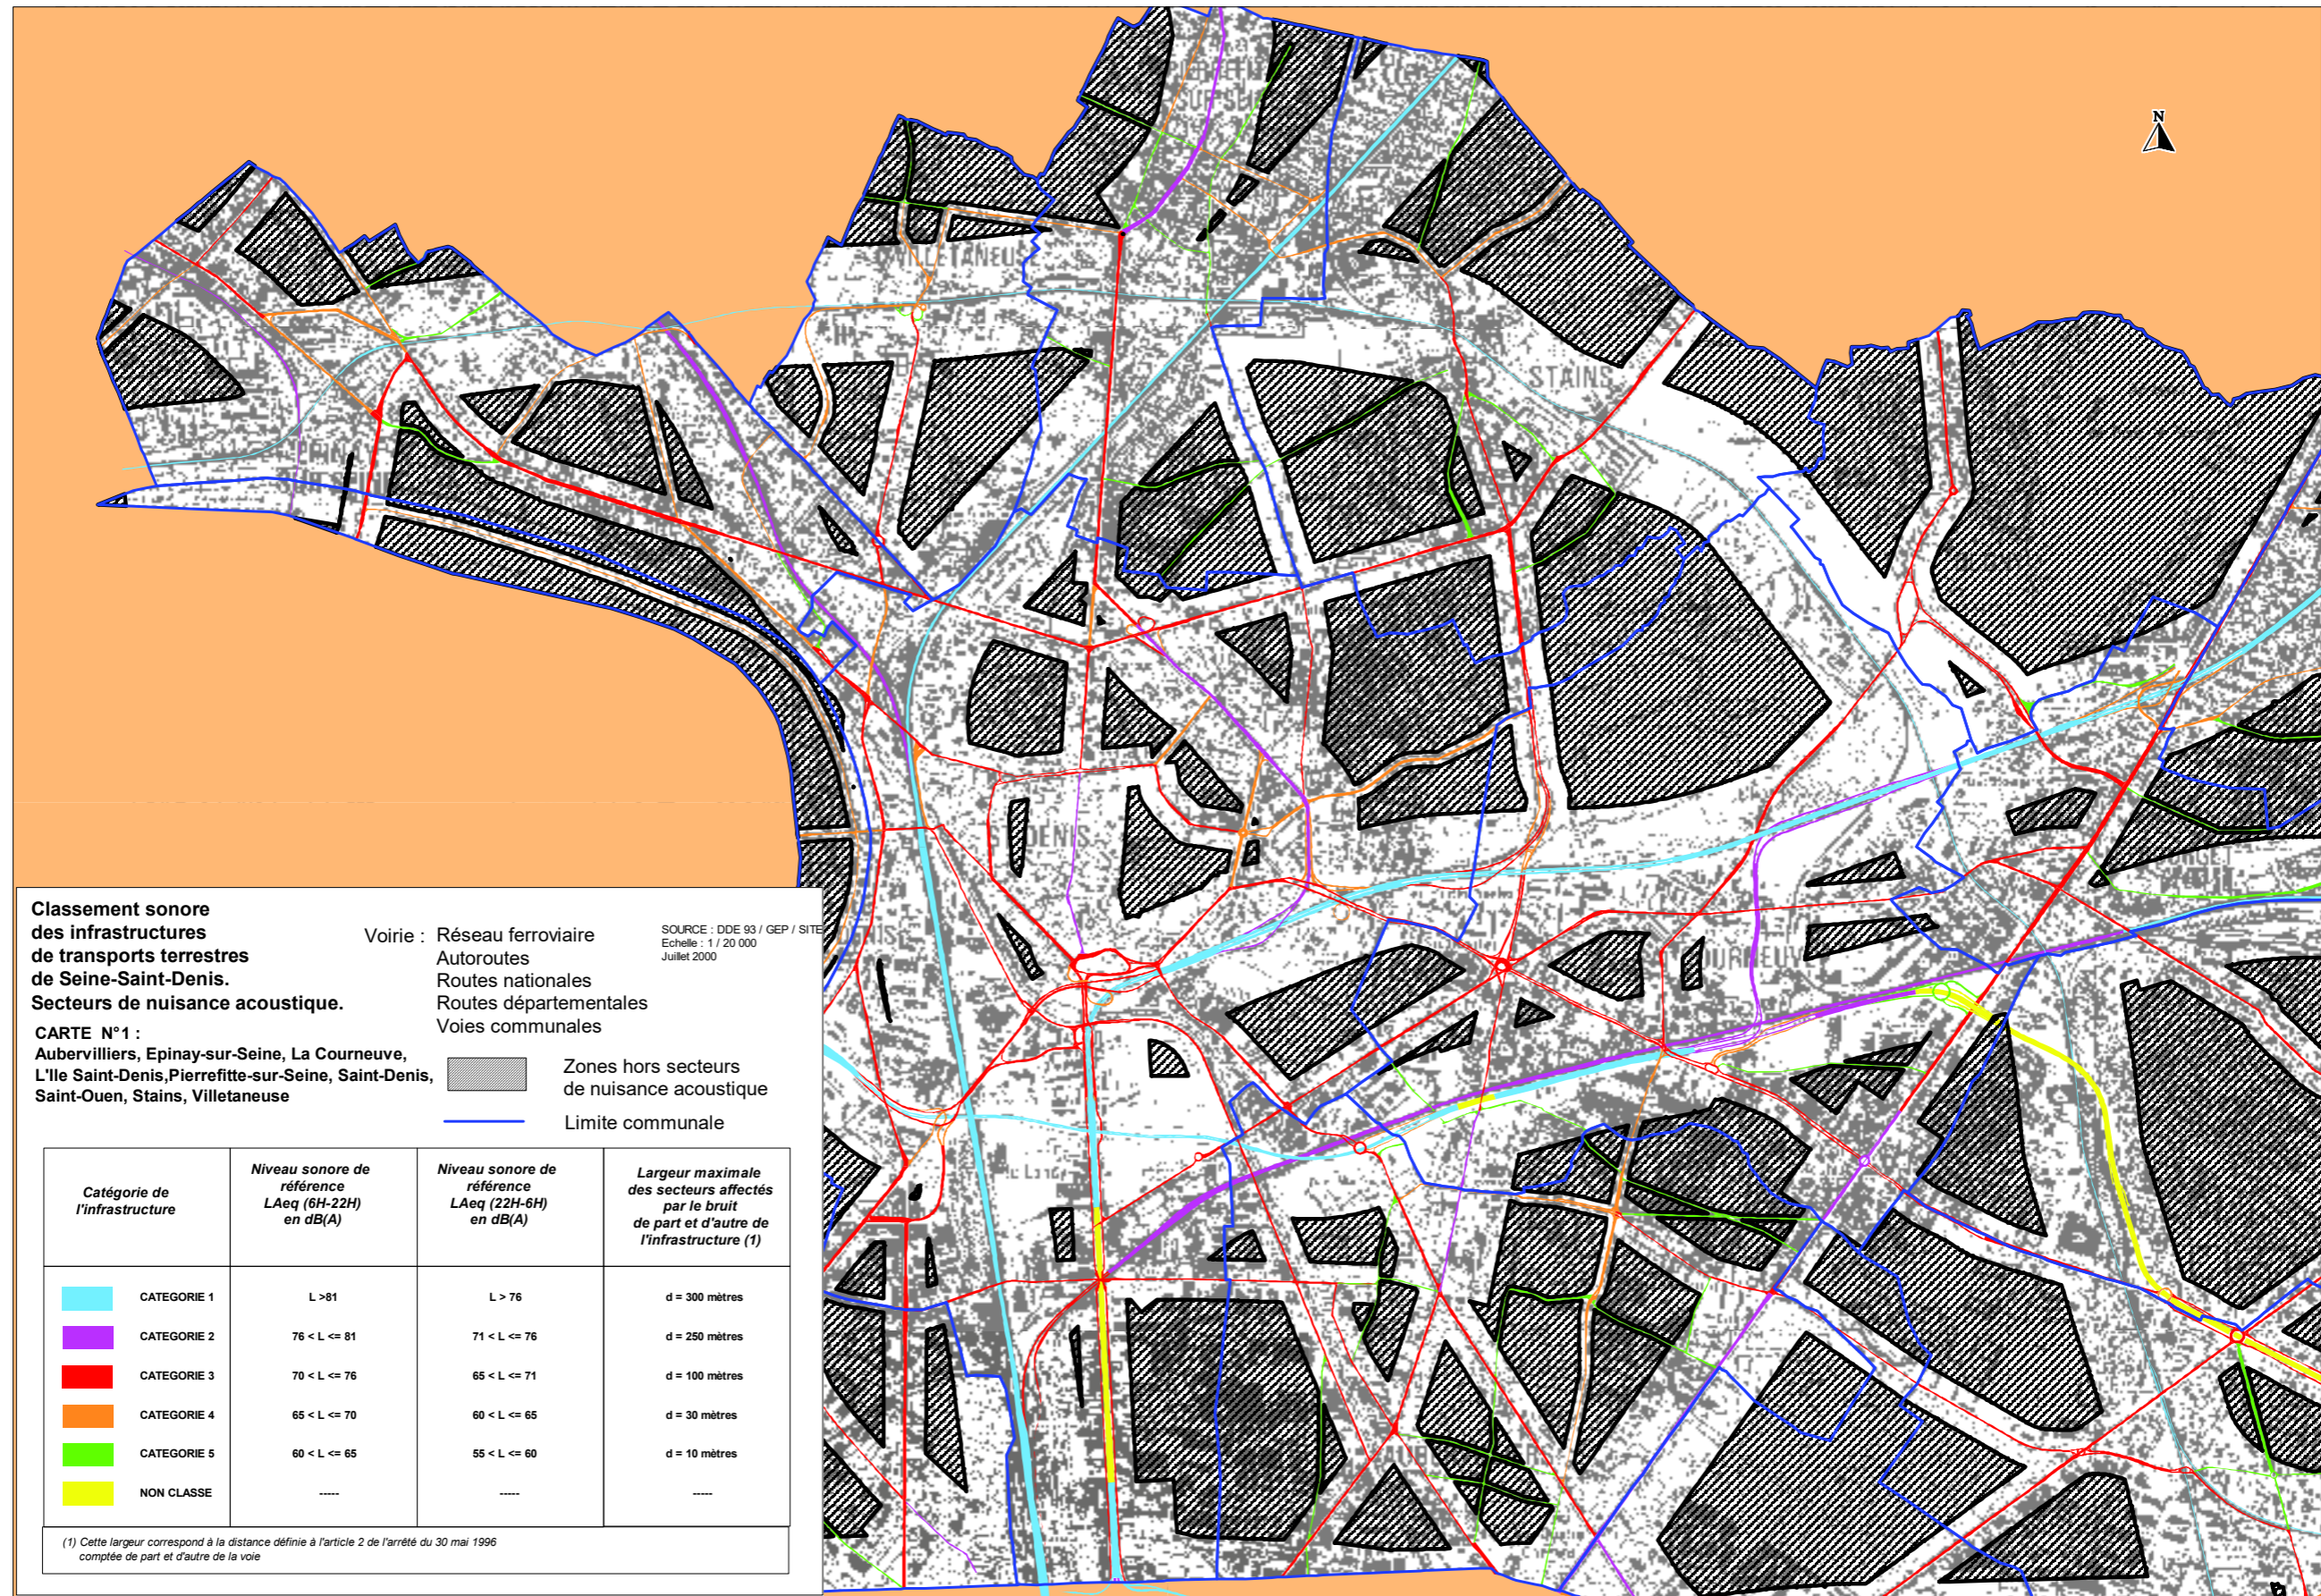 N
PIERREFITTE
SUR SEINE
VILLETANEUSE
STAINS
ST DENIS
COURNEUVE
Classement sonore
des infrastructures
de transports terrestres
de Seine-Saint-Denis.
Secteurs de nuisance acoustique.
CARTE N°1 :
Aubervilliers, Epinay-sur-Seine, La Courneuve,
L'Ile Saint-Denis,Pierrefitte-sur-Seine, Saint-Denis,
Saint-Ouen, Stains, Villetaneuse
Voirie : Réseau ferroviaire
Autoroutes
Routes nationales
Routes départementales
Voies communales
SOURCE : DDE 93 / GEP / SITE
Echelle : 1 / 20 000
Juillet 2000
Zones hors secteurs
de nuisance acoustique
Limite communale
Catégorie de
l'infrastructure
Niveau sonore de
référence
LAeq (6H-22H)
en dB(A)
Niveau sonore de
référence
LAeq (22H-6H)
en dB(A)
Largeur maximale
des secteurs affectés
par le bruit
de part et d'autre de
l'infrastructure (1)
CATEGORIE 1 L >81 L > 76 d = 300 mètres
CATEGORIE 2 76 < L <= 81 71 < L <= 76 d = 250 mètres
CATEGORIE 3 70 < L <= 76 65 < L <= 71 d = 100 mètres
CATEGORIE 4 65 < L <= 70 60 < L <= 65 d = 30 mètres
CATEGORIE 5 60 < L <= 65 55 < L <= 60 d = 10 mètres
NON CLASSE ----- ----- -----
(1) Cette largeur correspond à la distance définie à l'article 2 de l'arrêté du 30 mai 1996
comptée de part et d'autre de la voie